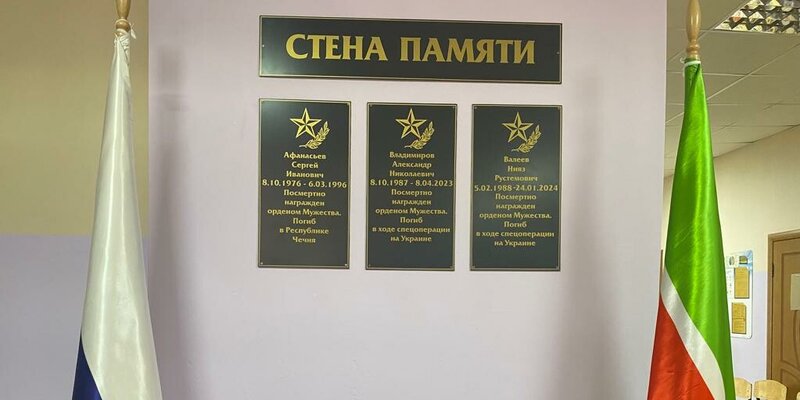 СТЕНА ПАМЯТИ
Афанасьев
Сергей
Иванович
8.10.1976 - 6.03.1996
Посмертно
награжден
орденом Мужества.
Погиб
в Республике
Чечня
Владимиров
Александр
Николаевич
8.10.1987 - 8.04.2023
Посмертно
награжден
орденом Мужества.
Погиб
в ходе спецоперации
на Украине
Валеев
Нияз
Рустемович
5.02.1988-24.01.2024
Посмертно
награжден
орденом Мужества.
Погиб
в ходе спецоперации
на Украине